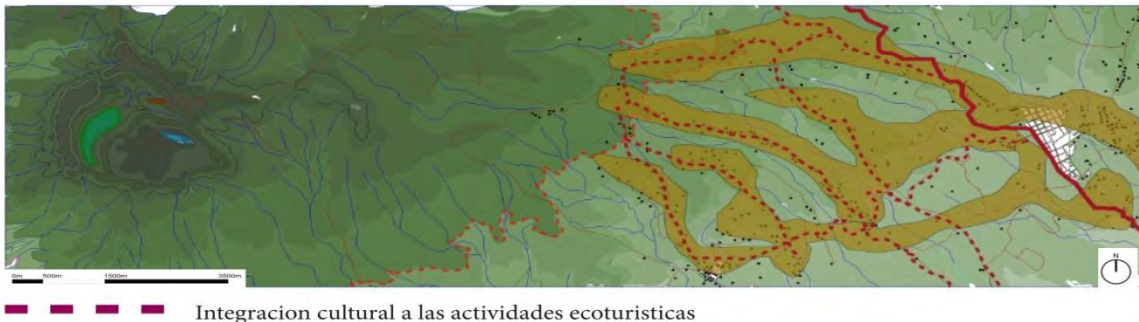 N
0m 500m 1500m 3500m
Integracion cultural a las actividades ecoturisticas